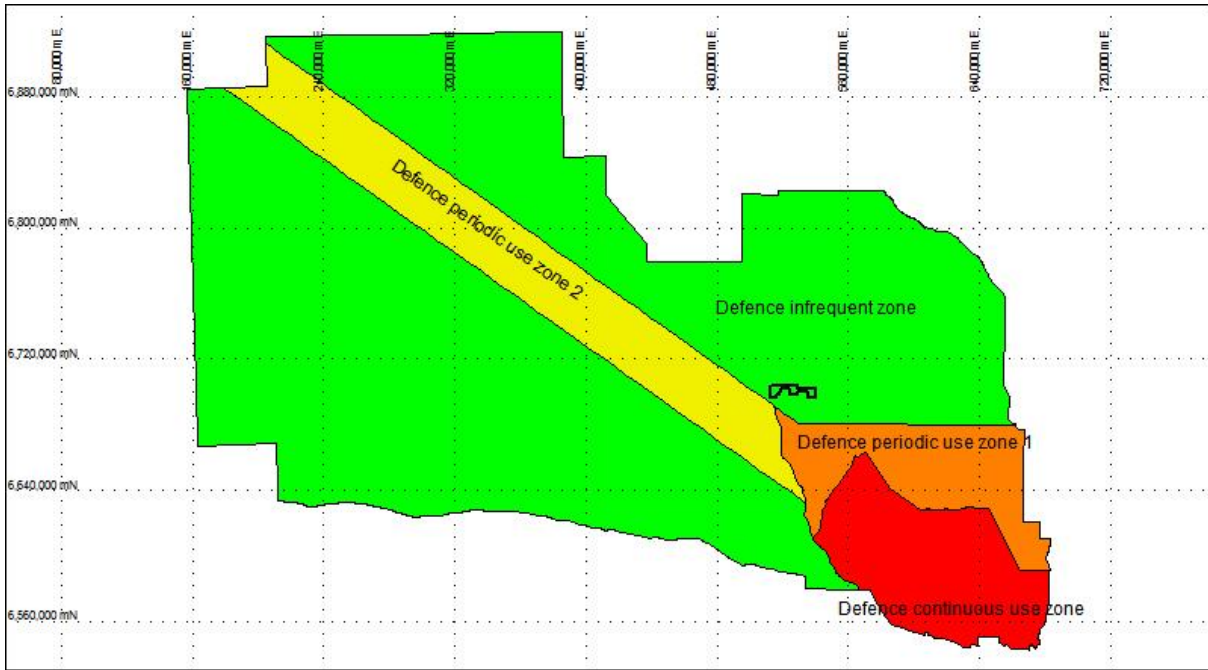 80,000 m E
160,000 m E
240,000 m E
320,000 m E
400,000 m E
480,000 m E
560,000 m E
640,000 m E
720,000 m E
6,880,000 mN
6,800,000 mN
Defence periodic use zone 2
Defence infrequent zone
6,720,000 mN
Defence periodic use zone 1
6,640,000 mN
Defence continuous use zone
6,560,000 mN